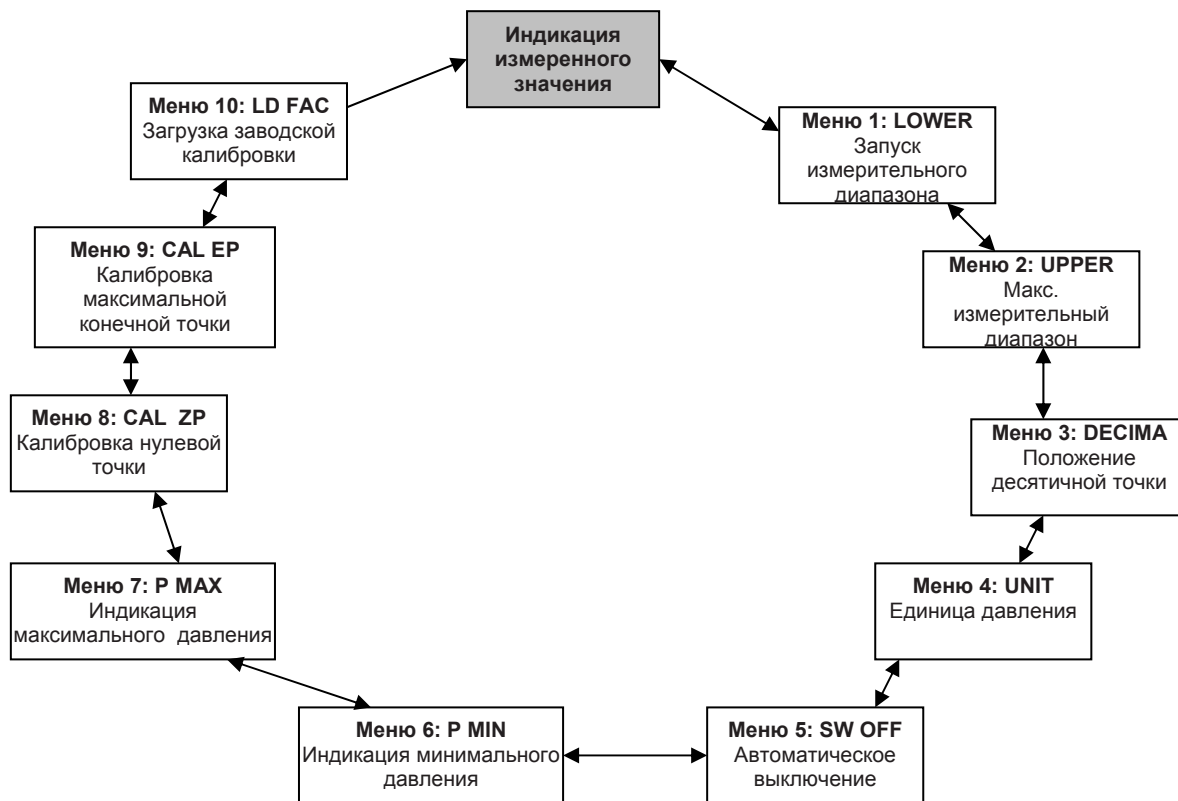 Индикация
измеренного
значения
Меню 1: LOWER
Запуск
измерительного
диапазона
Меню 2: UPPER
Макс.
измерительный
диапазон
Меню 3: DECIMA
Положение
десятичной точки
Меню 4: UNIT
Единица давления
Меню 5: SW OFF
Автоматическое
выключение
Меню 6: P MIN
Индикация минимального
давления
Меню 7: P MAX
Индикация
максимального давления
Меню 8: CAL ZP
Калибровка нулевой
точки
Меню 9: CAL EP
Калибровка
максимальной
конечной точки
Меню 10: LD FAC
Загрузка заводской
калибровки